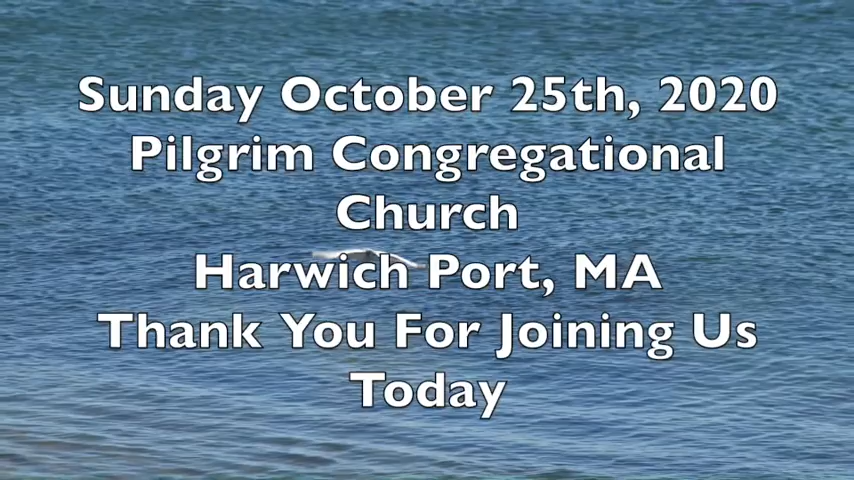 Sunday October 25th, 2020
Pilgrim Congregational
Church
Harwich Port, MA
Thank You For Joining Us
Today